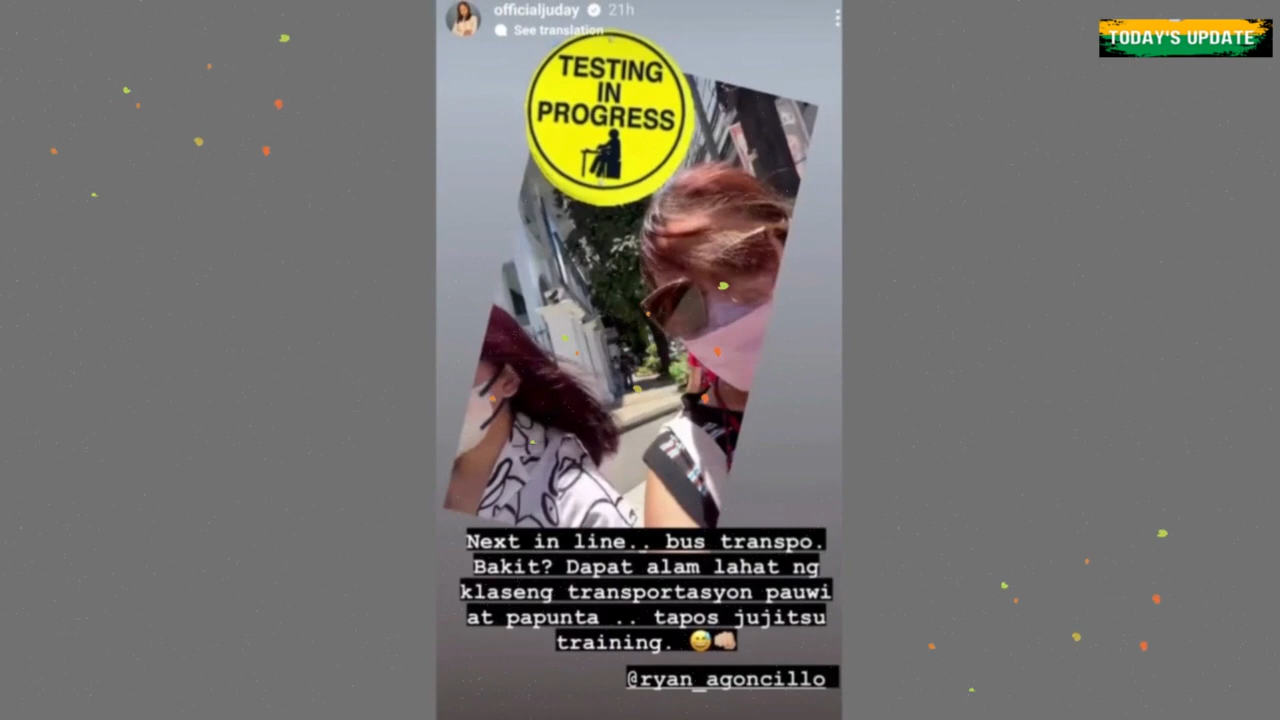 officialjuday 21h
See translation
TODAY'S UPDATE
TESTING
IN
PROGRESS
Next in line.. bus transpo.
Bakit? Dapat alam lahat ng
klaseng transportasyon pauwi
at papunta .. tapos jujitsu
training. 😅👊🏼
@ryan_agoncillo